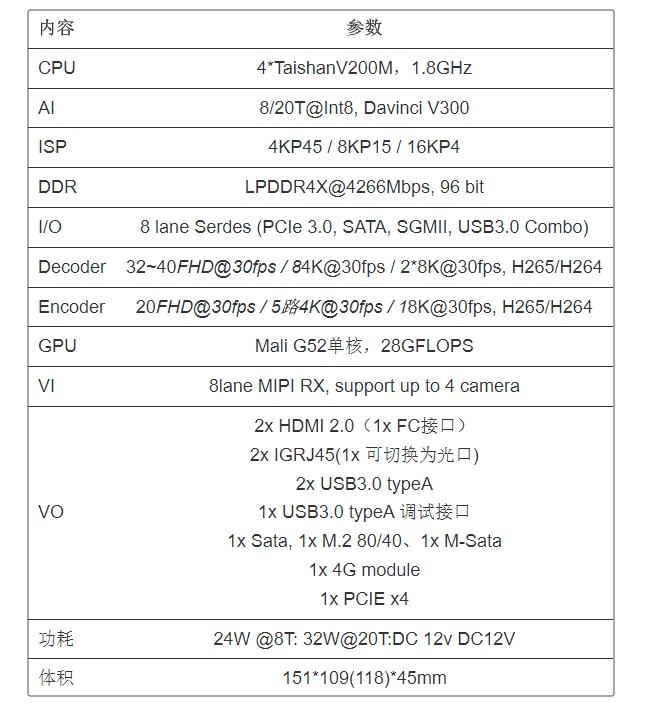 内容 参数
CPU 4*TaishanV200M，1.8GHz
AI 8/20T@Int8, Davinci V300
ISP 4KP45 / 8KP15 / 16KP4
DDR LPDDR4X@4266Mbps, 96 bit
I/O 8 lane Serdes (PCIe 3.0, SATA, SGMII, USB3.0 Combo)
Decoder 32~40FHD@30fps / 84K@30fps / 2*8K@30fps, H265/H264
Encoder 20FHD@30fps / 5路4K@30fps / 18K@30fps, H265/H264
GPU Mali G52单核，28GFLOPS
VI 8lane MIPI RX, support up to 4 camera
VO
2x HDMI 2.0（1x FC接口）
2x IGRJ45(1x 可切换为光口)
2x USB3.0 typeA
1x USB3.0 typeA 调试接口
1x Sata, 1x M.2 80/40、1x M-Sata
1x 4G module
1x PCIE x4
功耗 24W @8T: 32W@20T:DC 12v DC12V
体积 151*109(118)*45mm